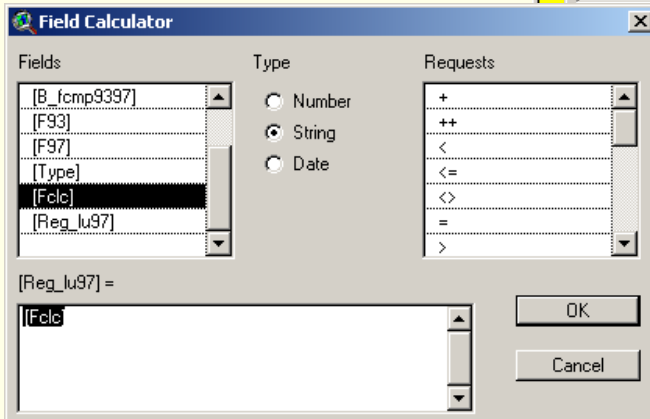 Field Calculator
Fields
Type
Requests
[B_fcmp9397]
[F93]
[F97]
[Type]
[Fclc]
[Reg_lu97]
Number
String
Date
+
++
<
<=
<>
=
>
[Reg_lu97] =
[Fclc]
OK
Cancel